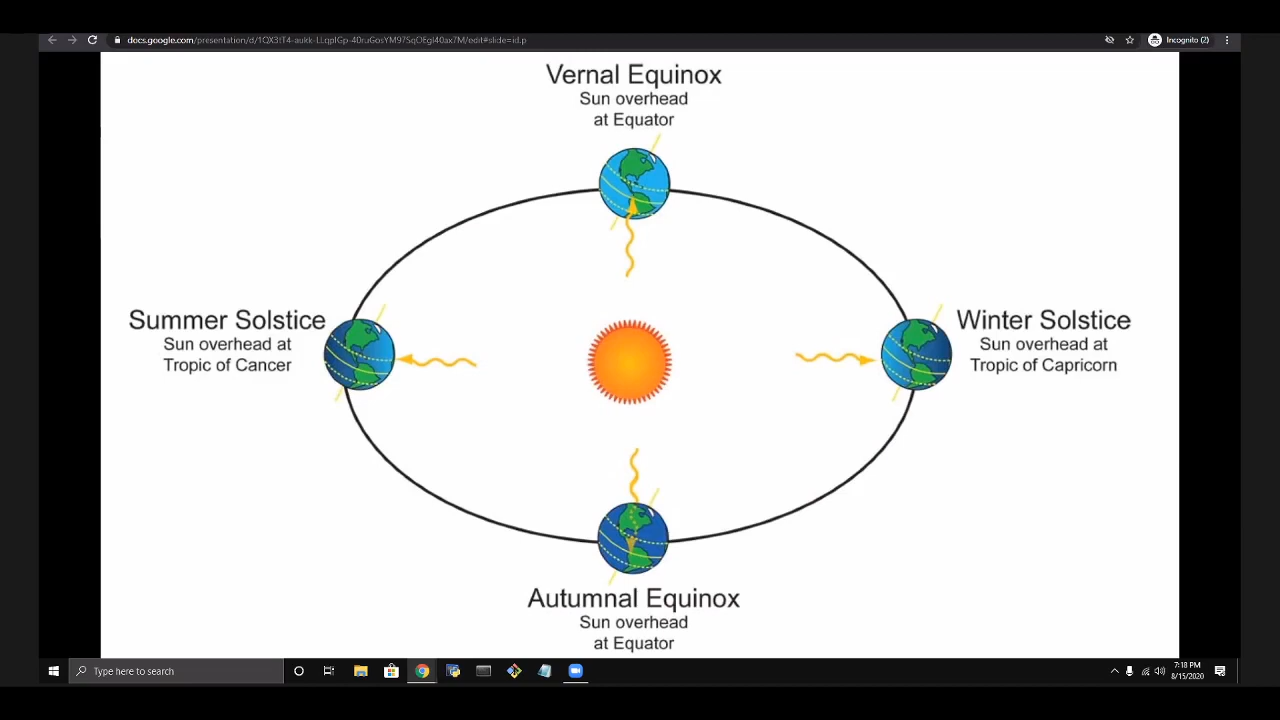 Incognito (2)
Vernal Equinox
Sun overhead
at Equator
Summer Solstice
Sun overhead at
Tropic of Cancer
Winter Solstice
Sun overhead at
Tropic of Capricorn
Autumnal Equinox
Sun overhead
at Equator
Type here to search
7:18 PM
8/15/2020